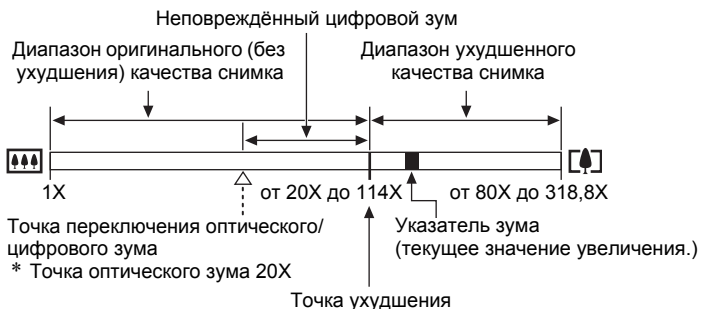 Неповреждённый цифровой зум
Диапазон оригинального (без
ухудшения) качества снимка
Диапазон ухудшенного
качества снимка
1X
от 20X до 114X
от 80X до 318,8X
Точка переключения оптического/
цифрового зума
* Точка оптического зума 20X
Указатель зума
(текущее значение увеличения.)
Точка ухудшения